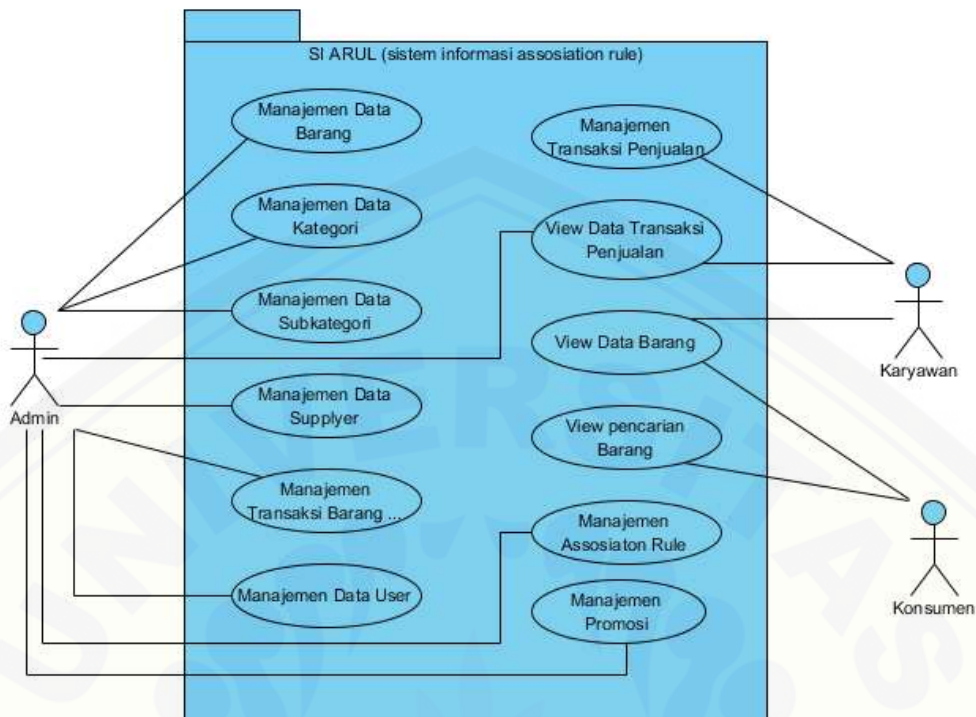 SI ARUL (sistem informasi assosiation rule)
Manajemen Data
Barang
Manajemen Data
Kategori
Manajemen Data
Subkategori
Manajemen Data
Supplyer
Manajemen
Transaksi Barang ...
Manajemen Data User
Manajemen
Transaksi Penjualan
View Data Transaksi
Penjualan
View Data Barang
View pencarian
Barang
Manajemen
Assosiaton Rule
Manajemen
Promosi
Admin
Karyawan
Konsumen
UNIVERSITAS